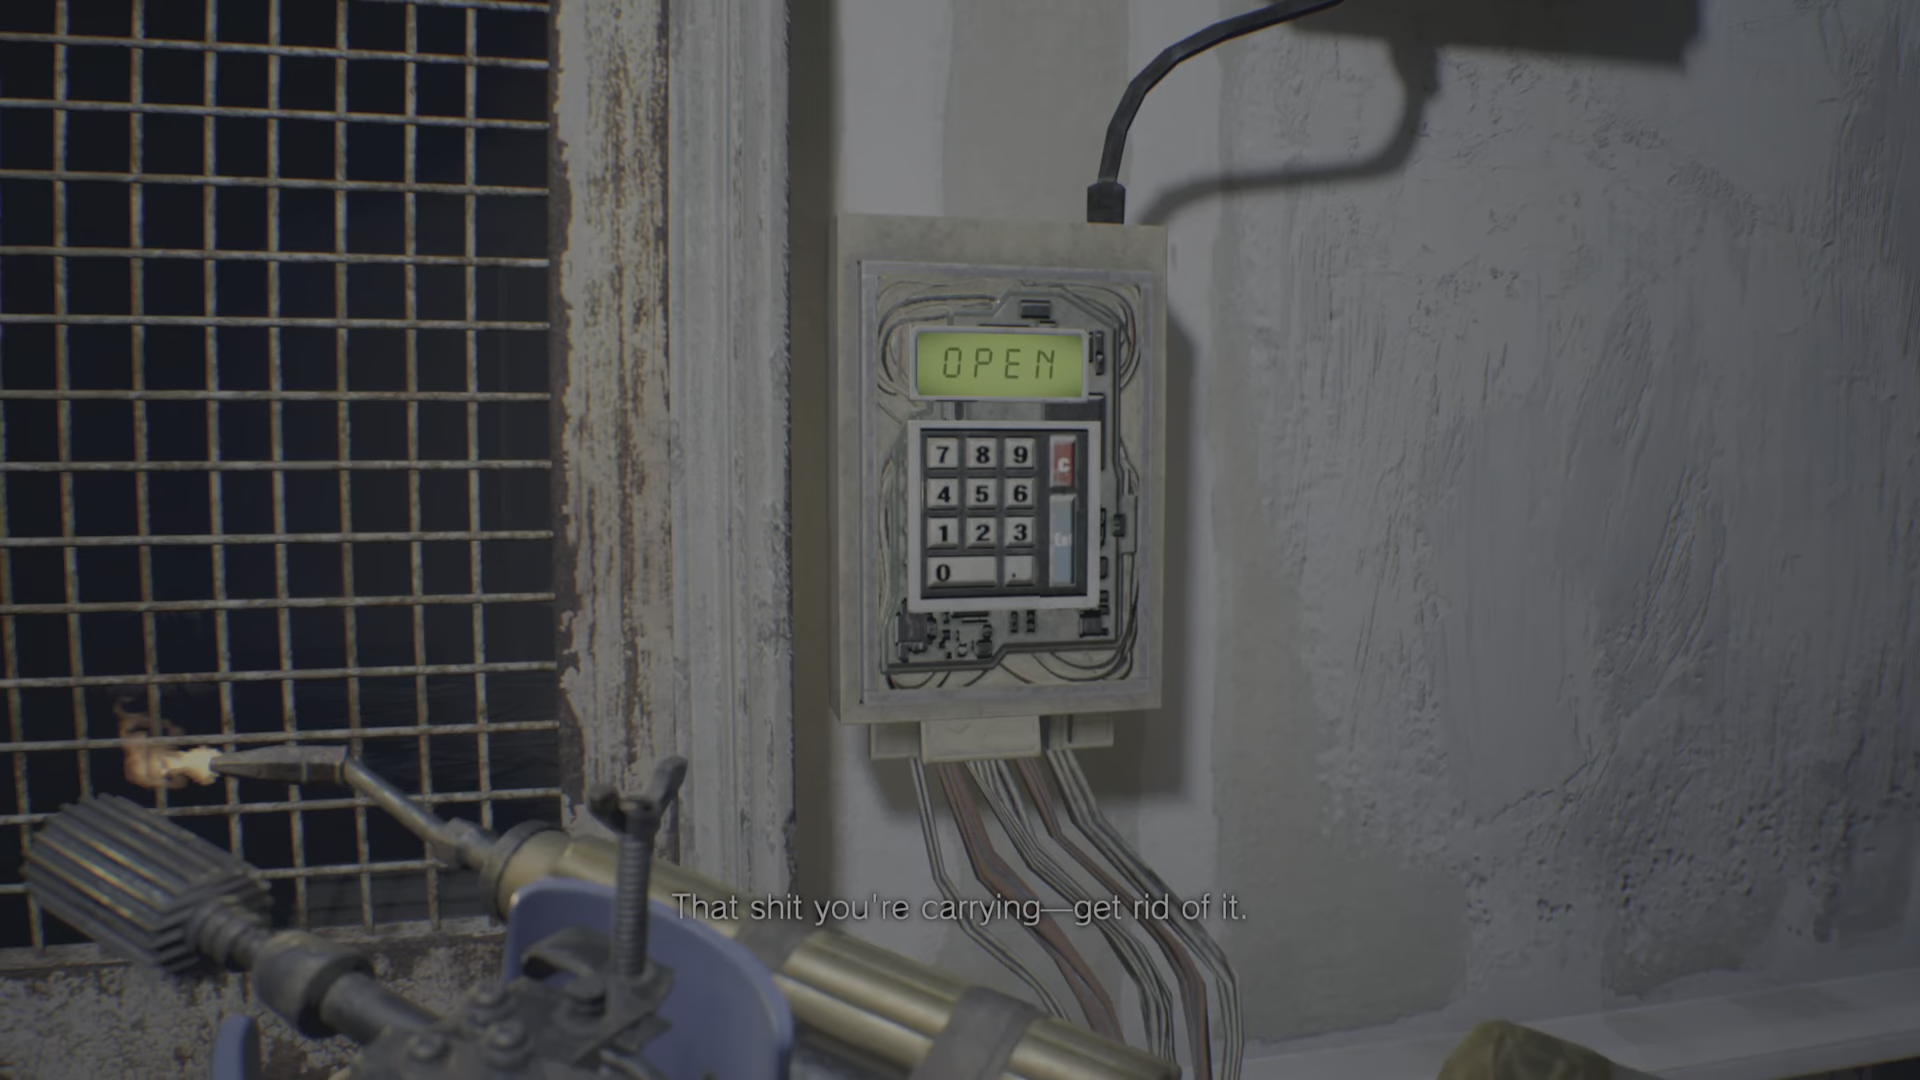 OPEN
7 8 9 C
4 5 6
1 2 3 Ent
0 .
That shit you're carrying—get rid of it.